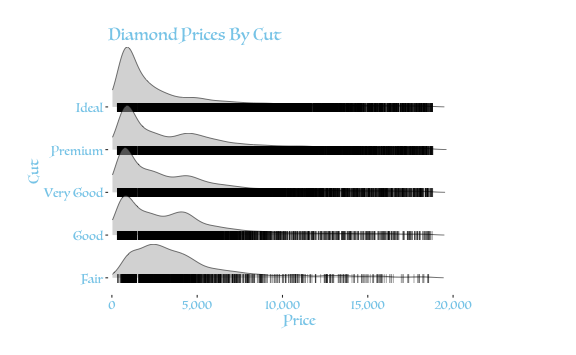 Diamond Prices By Cut
Ideal
Premium
Very Good
Good
Fair
Cut
0 5,000 10,000 15,000 20,000
Price